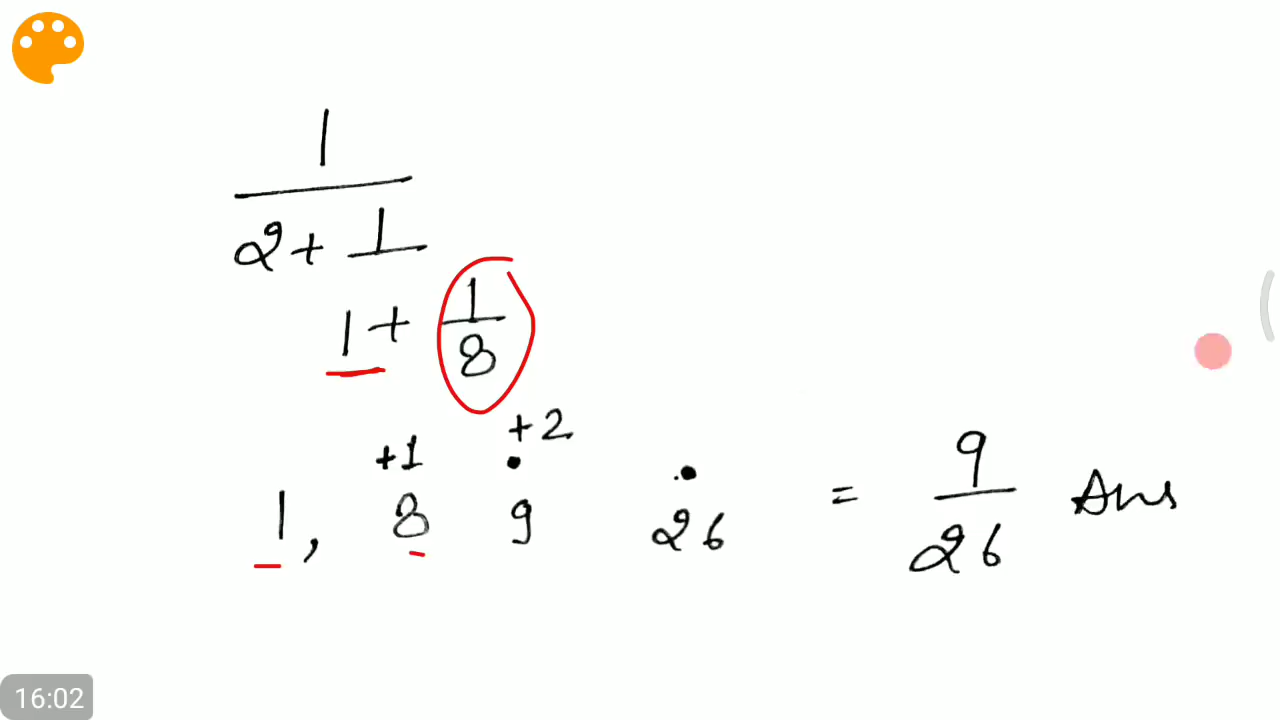 1
2 + 1
1 + 1
8
+1 +2
1, 8 9 26 = 9
26 Ans
16:02